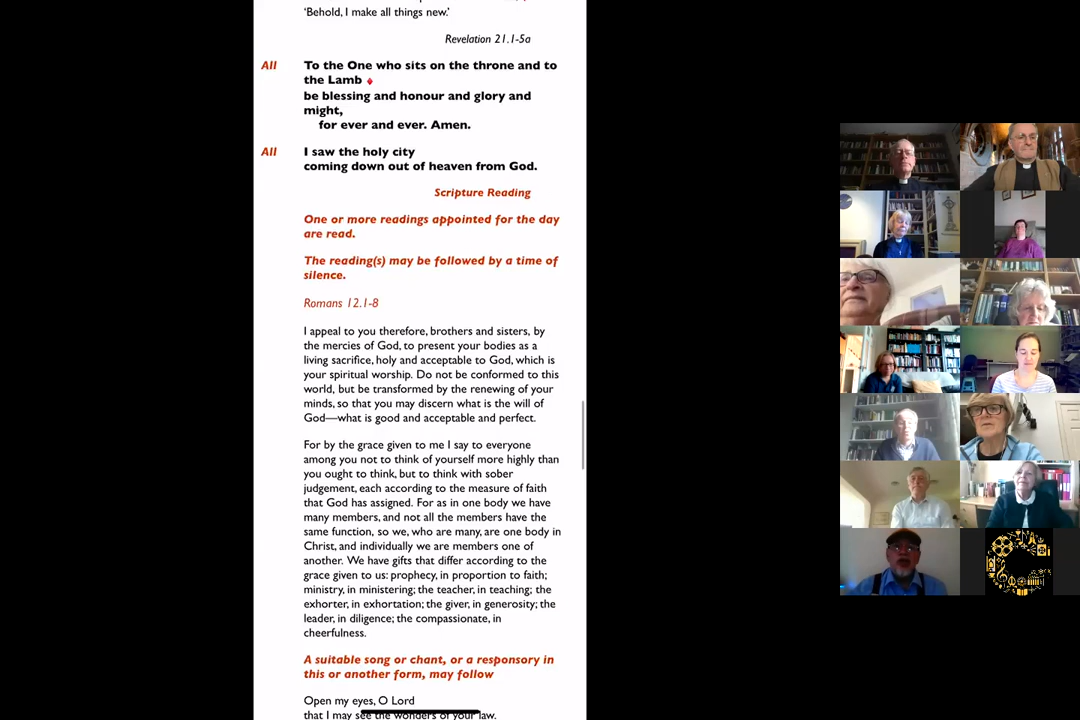 'Behold, I make all things new.'
Revelation 21.1-5a
All To the One who sits on the throne and to
the Lamb ♦
be blessing and honour and glory and
might,
for ever and ever. Amen.
All I saw the holy city
coming down out of heaven from God.
Scripture Reading
One or more readings appointed for the day
are read.
The reading(s) may be followed by a time of
silence.
Romans 12.1-8
I appeal to you therefore, brothers and sisters, by
the mercies of God, to present your bodies as a
living sacrifice, holy and acceptable to God, which is
your spiritual worship. Do not be conformed to this
world, but be transformed by the renewing of your
minds, so that you may discern what is the will of
God—what is good and acceptable and perfect.
For by the grace given to me I say to everyone
among you not to think of yourself more highly than
you ought to think, but to think with sober
judgement, each according to the measure of faith
that God has assigned. For as in one body we have
many members, and not all the members have the
same function, so we, who are many, are one body in
Christ, and individually we are members one of
another. We have gifts that differ according to the
grace given to us: prophecy, in proportion to faith;
ministry, in ministering; the teacher, in teaching; the
exhorter, in exhortation; the giver, in generosity; the
leader, in diligence; the compassionate, in
cheerfulness.
A suitable song or chant, or a responsory in
this or another form, may follow
Open my eyes, O Lord
that I may see the wonders of your law.